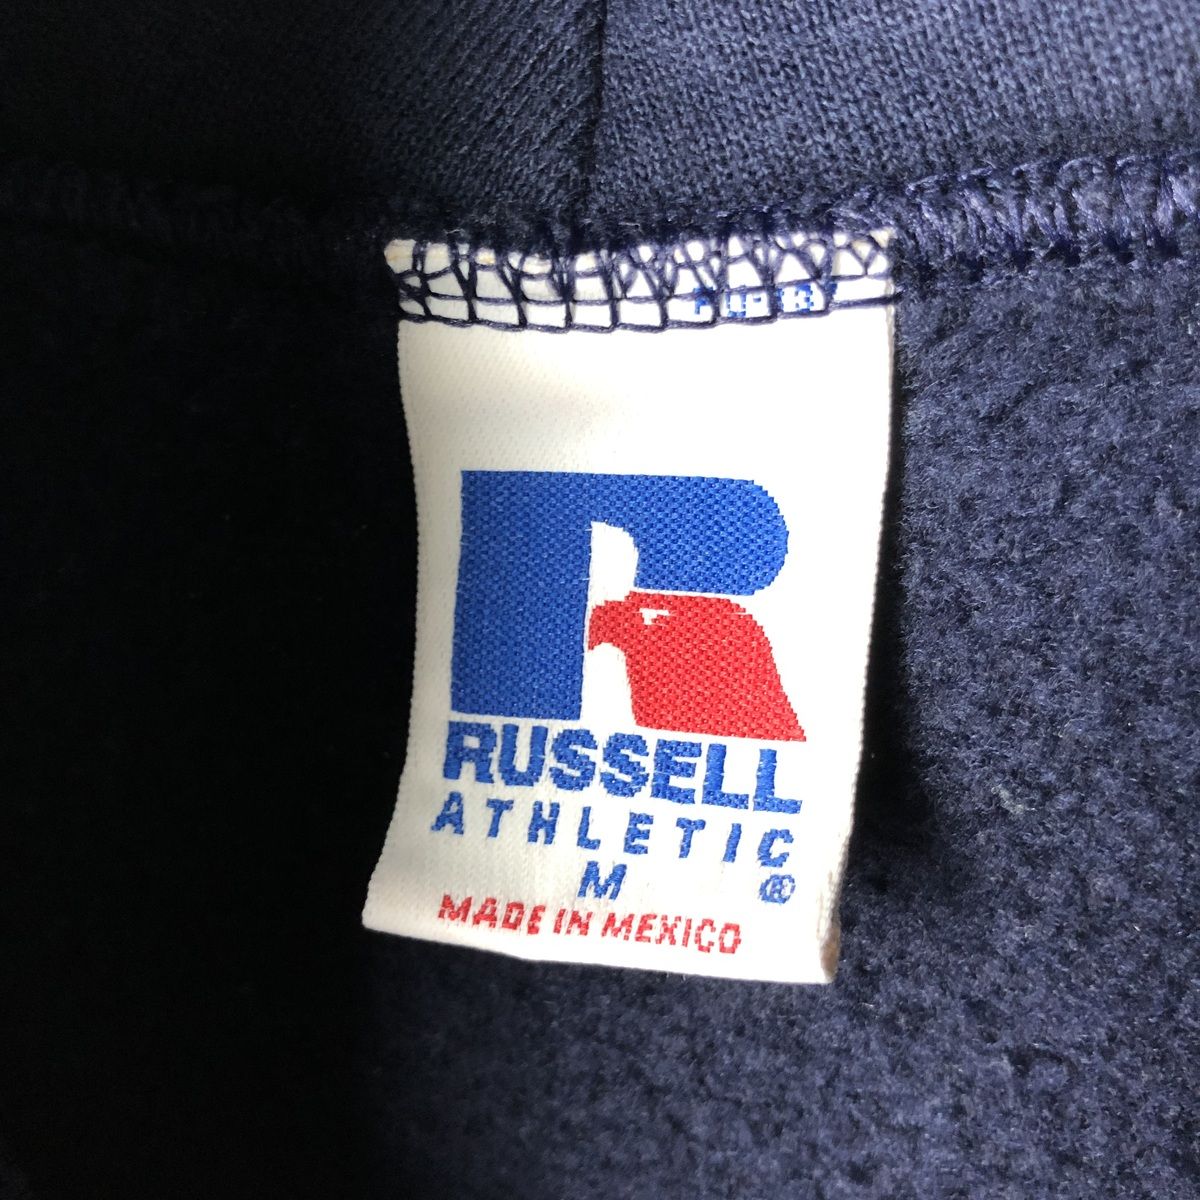 RUSSELL
ATHLETIC
M ®
MADE IN MEXICO